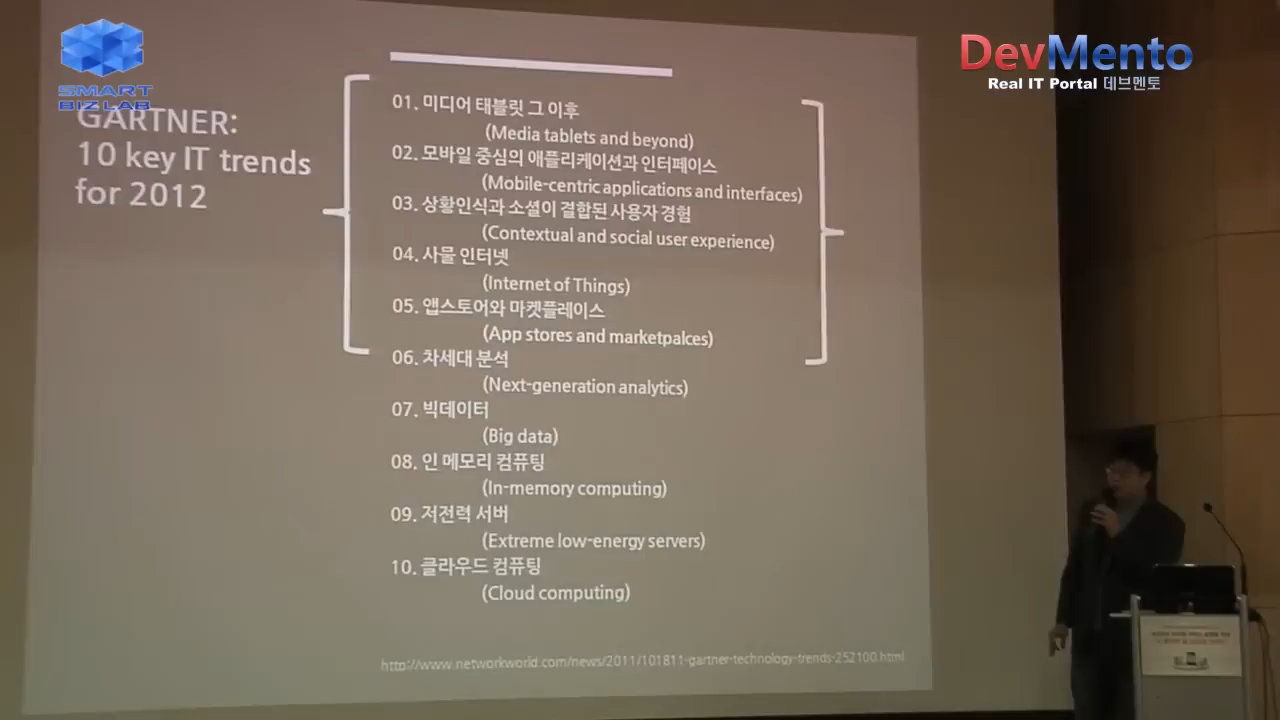 SMART
BIZ LAB
DevMento
Real IT Portal 데브멘토
GARTNER:
10 key IT trends
for 2012
01. 미디어 태블릿 그 이후
(Media tablets and beyond)
02. 모바일 중심의 애플리케이션과 인터페이스
(Mobile-centric applications and interfaces)
03. 상황인식과 소셜이 결합된 사용자 경험
(Contextual and social user experience)
04. 사물 인터넷
(Internet of Things)
05. 앱스토어와 마켓플레이스
(App stores and marketpalces)
06. 차세대 분석
(Next-generation analytics)
07. 빅데이터
(Big data)
08. 인 메모리 컴퓨팅
(In-memory computing)
09. 저전력 서버
(Extreme low-energy servers)
10. 클라우드 컴퓨팅
(Cloud computing)
http://www.networkworld.com/news/2011/101811-gartner-technology-trends-252100.html